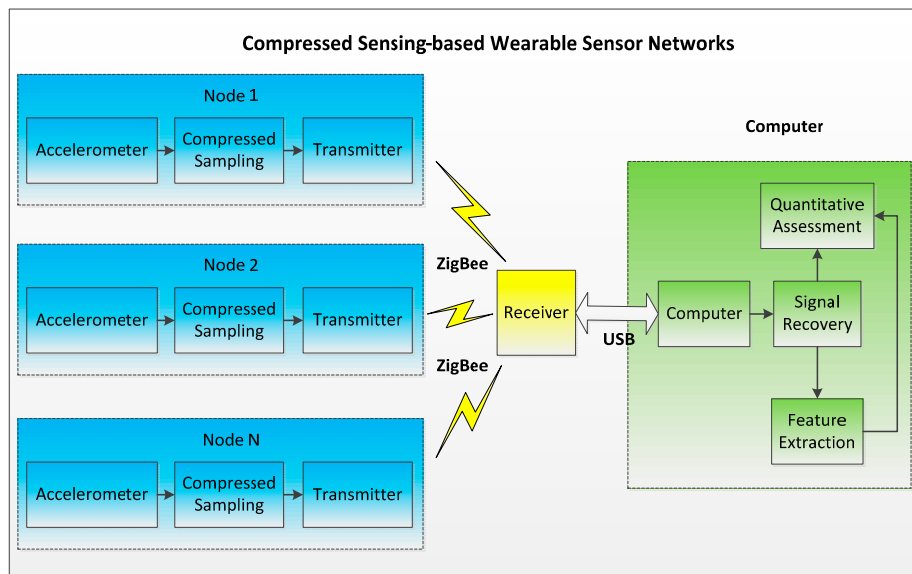 Compressed Sensing-based Wearable Sensor Networks
Node 1
Accelerometer
Compressed
Sampling
Transmitter
Node 2
Accelerometer
Compressed
Sampling
Transmitter
Node N
Accelerometer
Compressed
Sampling
Transmitter
ZigBee
ZigBee
Receiver
USB
Computer
Computer
Signal
Recovery
Quantitative
Assessment
Feature
Extraction